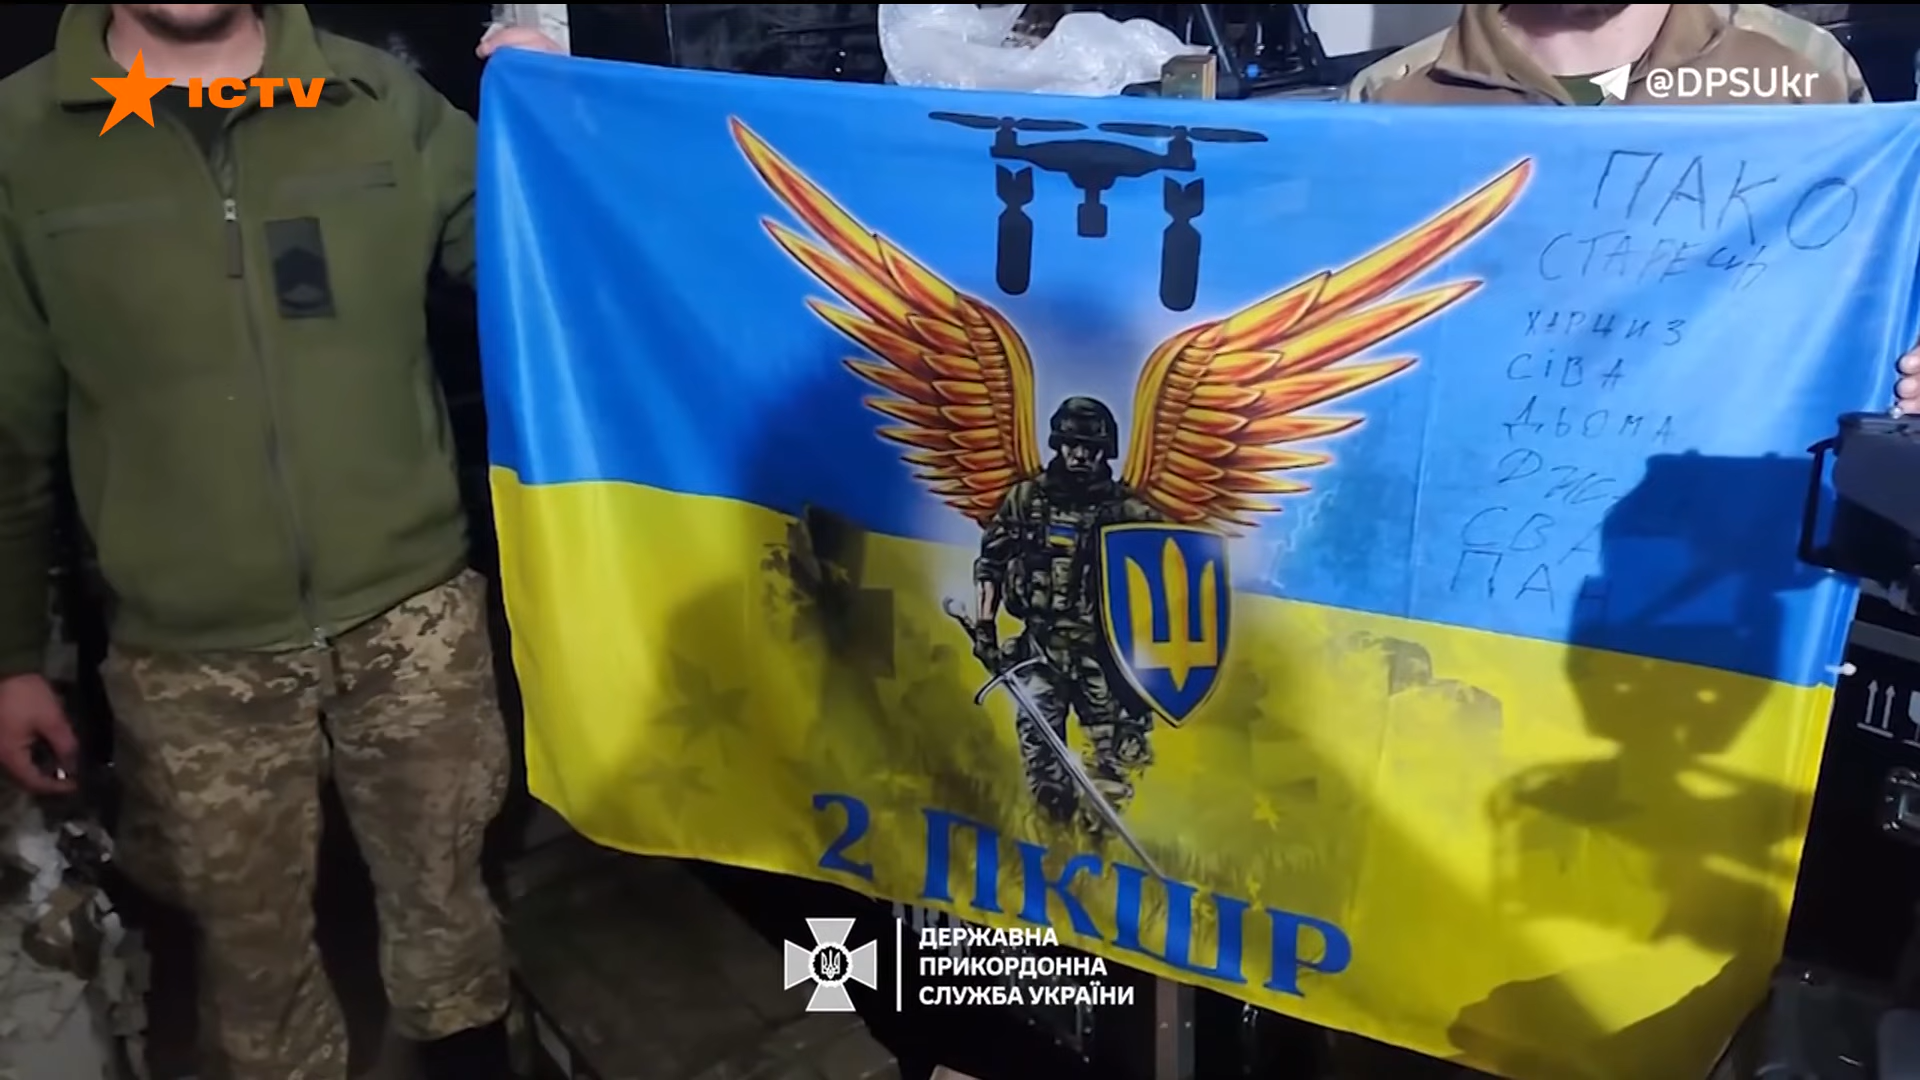 ICTV
@DPSUkr
ПАКО
СТАРЕЦЬ
ХАРЦИЗ
СІВА
ДЬОМА
2 ПКШР
ДЕРЖАВНА
ПРИКОРДОННА
СЛУЖБА УКРАЇНИ